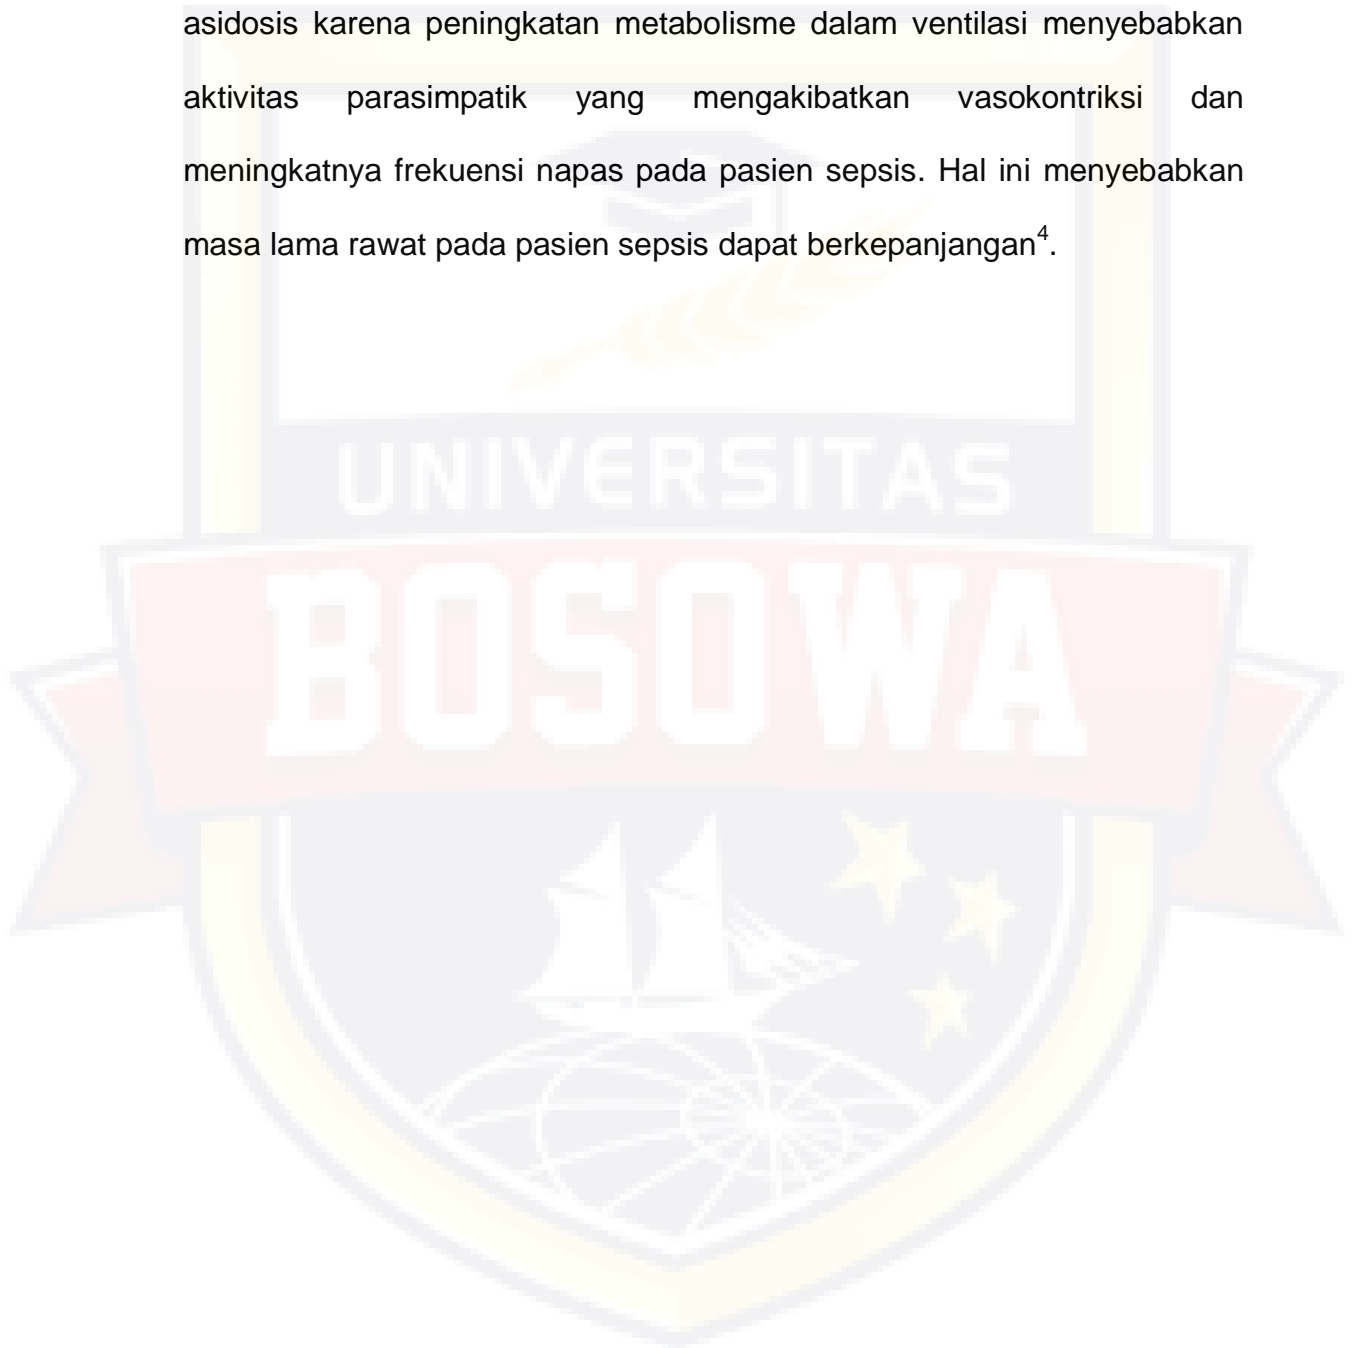 asidosis karena peningkatan metabolisme dalam ventilasi menyebabkan
aktivitas parasimpatik yang mengakibatkan vasokontriksi dan
meningkatnya frekuensi napas pada pasien sepsis. Hal ini menyebabkan
masa lama rawat pada pasien sepsis dapat berkepanjangan⁴.
UNIVERSITAS
BOSOWA